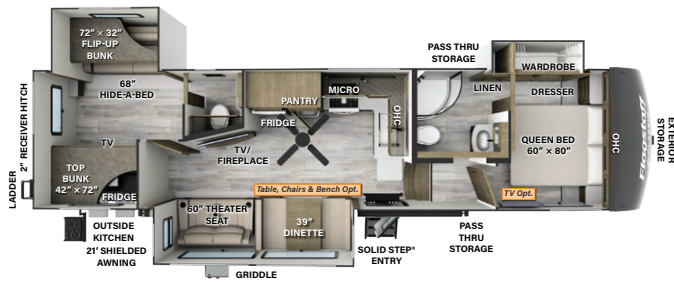 72" × 32"
FLIP-UP
BUNK
68"
HIDE-A-BED
TV
TOP
BUNK
42" × 72"
FRIDGE
LADDER
2" RECEIVER HITCH
OUTSIDE
KITCHEN
21' SHIELDED
AWNING
PANTRY
FRIDGE
MICRO
OHC
TV/
FIREPLACE
Table, Chairs & Bench Opt.
60" THEATER
SEAT
39"
DINETTE
GRIDDLE
SOLID STEP®
ENTRY
PASS THRU
STORAGE
LINEN
WARDROBE
DRESSER
QUEEN BED
60" × 80"
OHC
TV Opt.
PASS
THRU
STORAGE
Flagstaff
EXTERIOR
STORAGE